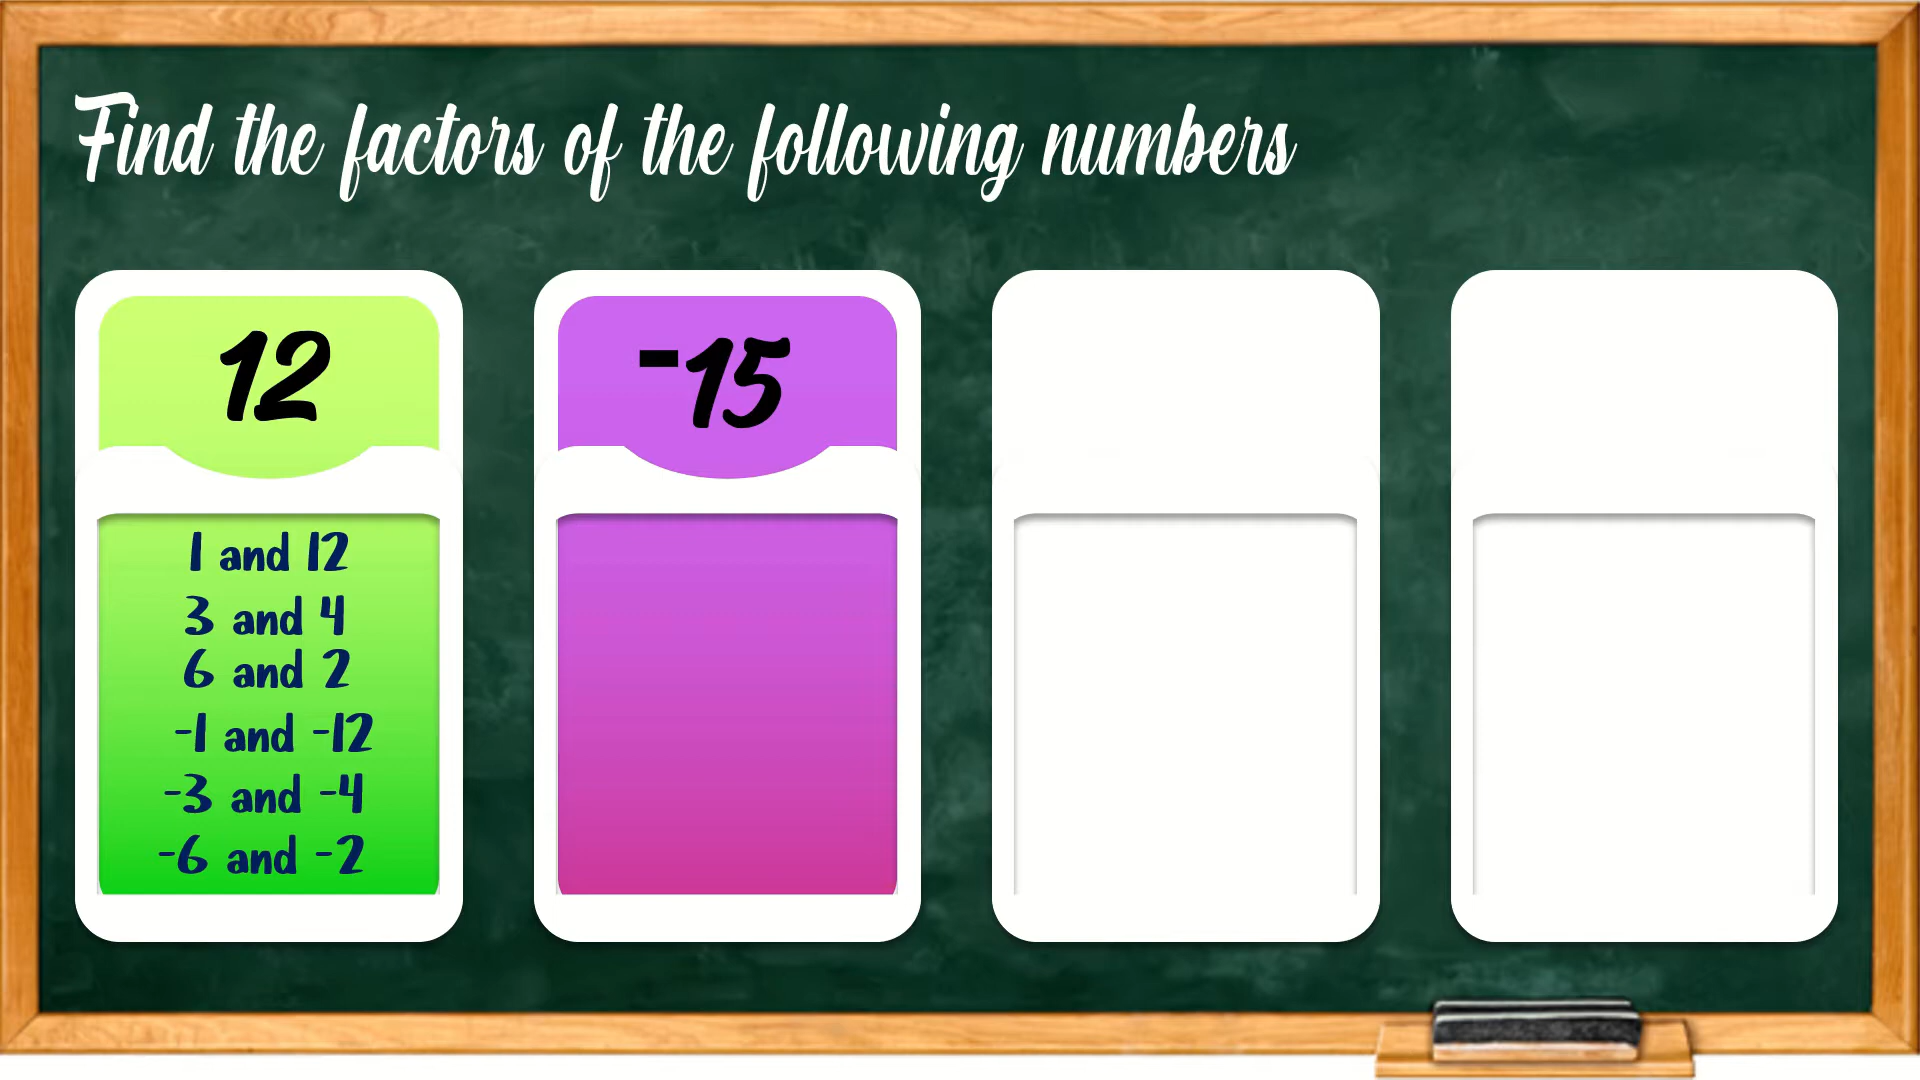 Find the factors of the following numbers
12
-15
1 and 12
3 and 4
6 and 2
-1 and -12
-3 and -4
-6 and -2